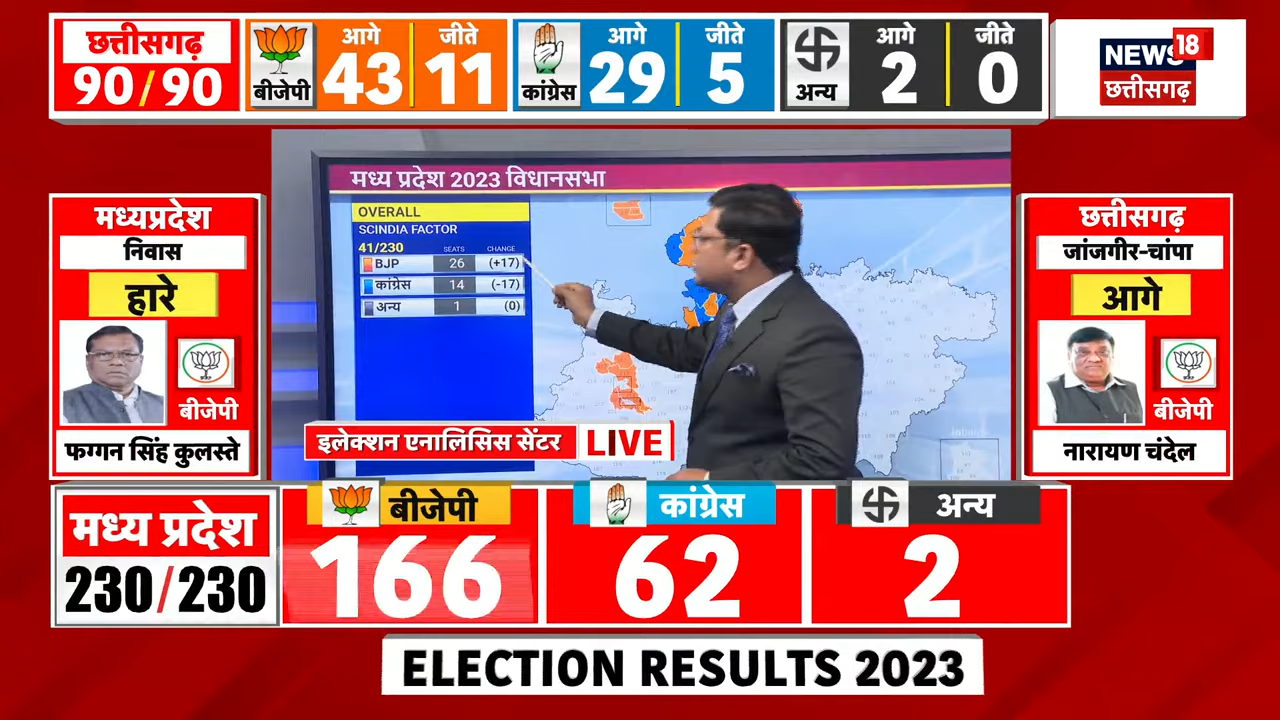 छत्तीसगढ़
90/90
बीजेपी
आगे
43
जीते
11
कांग्रेस
आगे
29
जीते
5
अन्य
आगे
2
जीते
0
NEWS18
छत्तीसगढ़
मध्यप्रदेश
निवास
हारे
बीजेपी
फग्गन सिंह कुलस्ते
मध्य प्रदेश 2023 विधानसभा
OVERALL
SCINDIA FACTOR
41/230 SEATS CHANGE
BJP 26 (+17)
कांग्रेस 14 (-17)
अन्य 1 (0)
इलेक्शन एनालिसिस सेंटर LIVE
छत्तीसगढ़
जांजगीर-चांपा
आगे
बीजेपी
नारायण चंदेल
मध्य प्रदेश
230/230
बीजेपी
166
कांग्रेस
62
अन्य
2
ELECTION RESULTS 2023